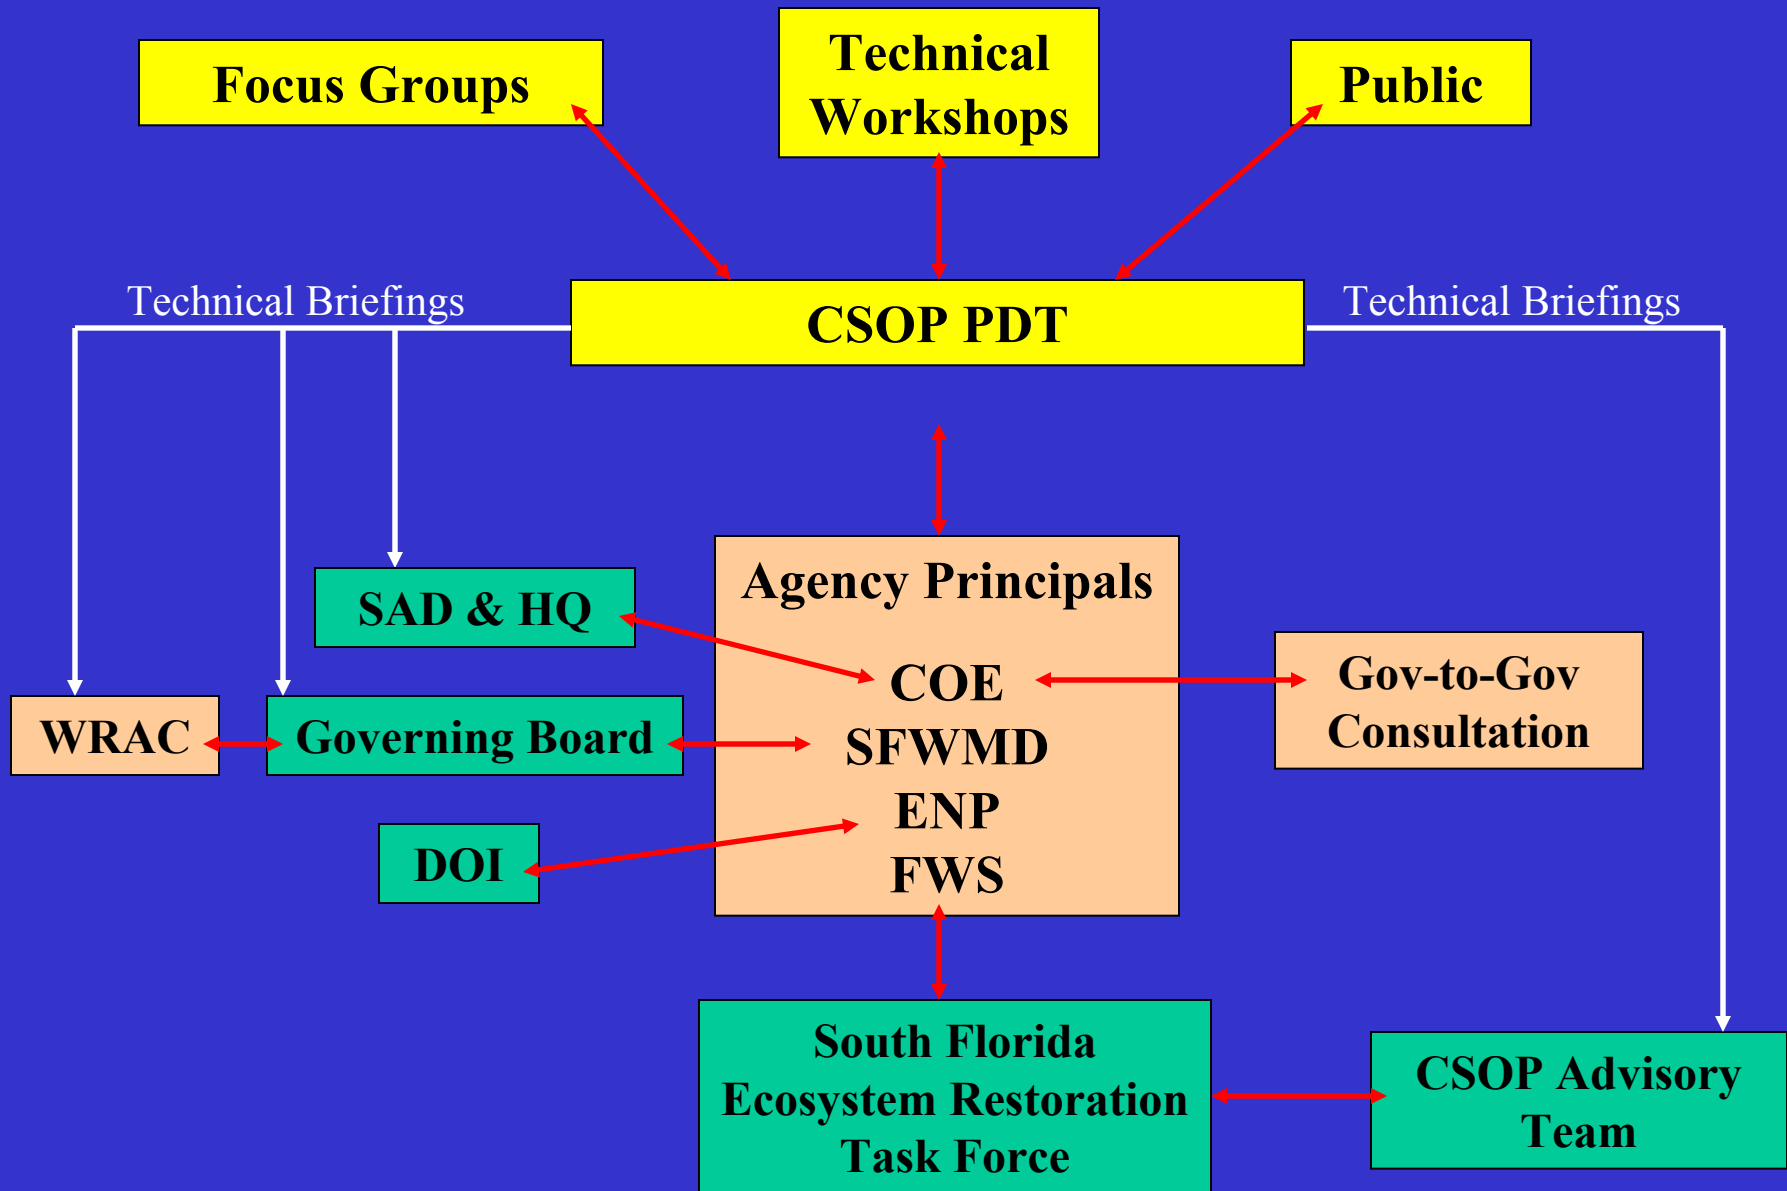 Focus Groups
Technical
Workshops
Public
Technical Briefings
CSOP PDT
Technical Briefings
SAD & HQ
Agency Principals
COE
SFWMD
ENP
FWS
Gov-to-Gov
Consultation
WRAC
Governing Board
DOI
South Florida
Ecosystem Restoration
Task Force
CSOP Advisory
Team